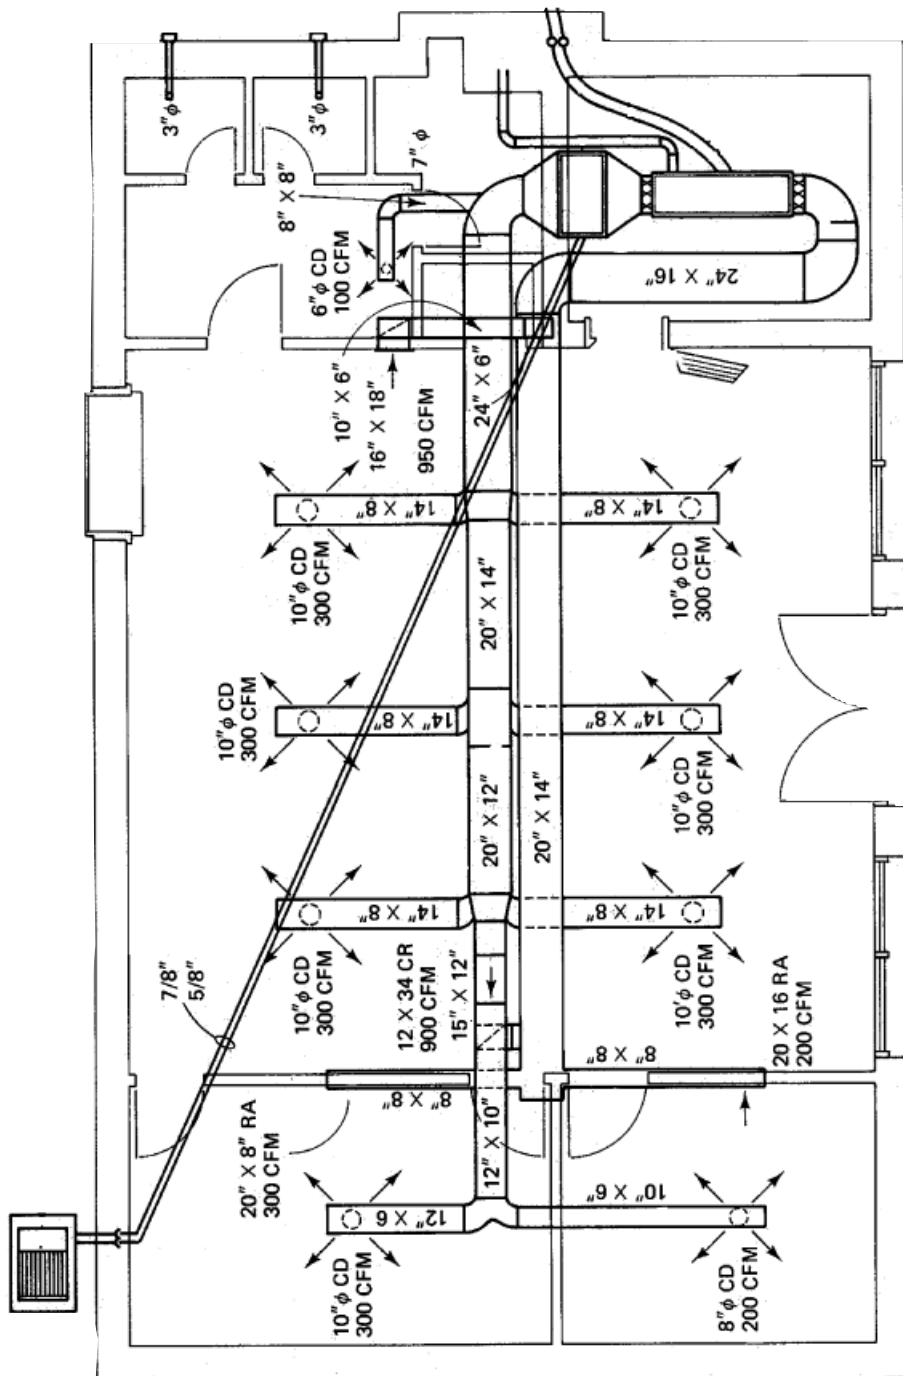 3" φ
3" φ
8" X 8"
7" φ
6"φ CD
100 CFM
24" X 16"
10" X 6"
16" X 18"
950 CFM
24" X 6"
14" X 8"
14" X 8"
10"φ CD
300 CFM
10"φ CD
300 CFM
20" X 14"
10"φ CD
300 CFM
14" X 8"
14" X 8"
20" X 12"
20" X 14"
10"φ CD
300 CFM
14" X 8"
14" X 8"
7/8"
5/8"
10"φ CD
300 CFM
12 X 34 CR
900 CFM
15" X 12"
10'φ CD
300 CFM
20" X 8" RA
300 CFM
8" X 8"
8" X 8"
20 X 16 RA
200 CFM
12" X 10"
12" X 6
10" X 6"
10"φ CD
300 CFM
8"φ CD
200 CFM